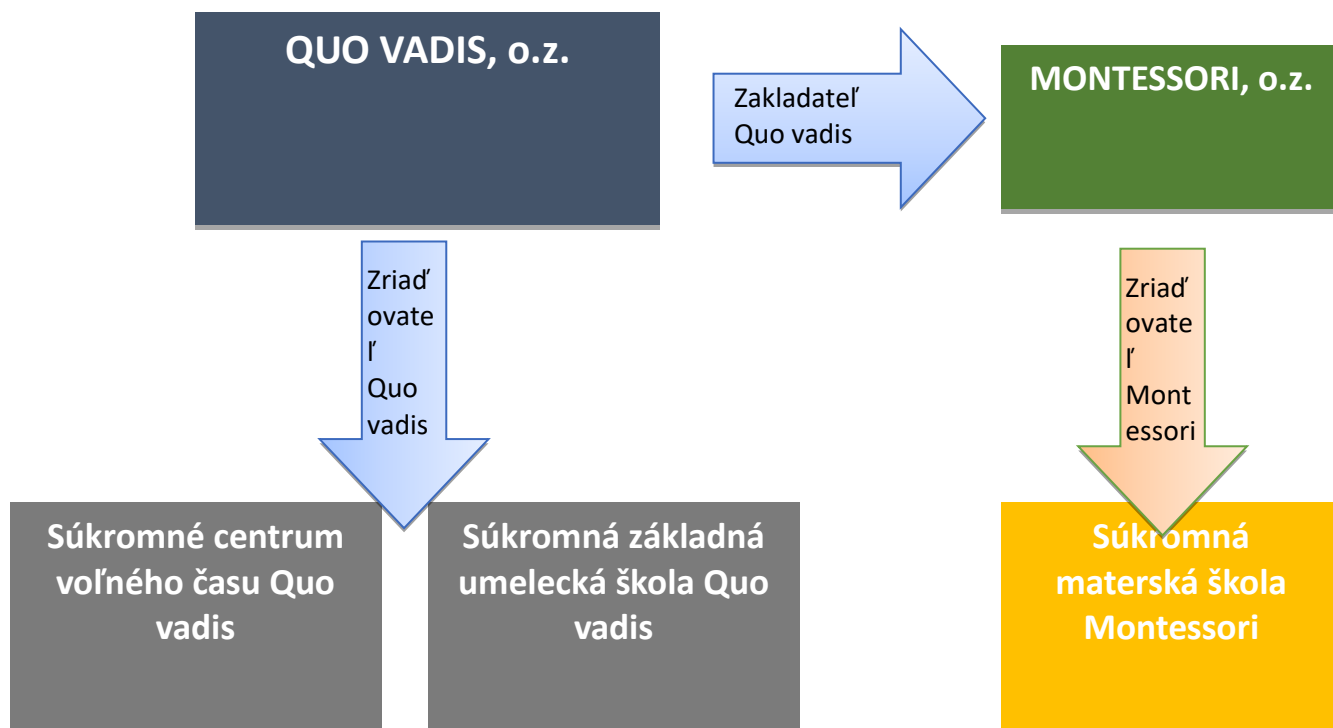 QUO VADIS, o.z.
MONTESSORI, o.z.
Zakladateľ
Quo vadis
Zriaď
ovate
ľ
Quo
vadis
Zriaď
ovate
ľ
Mont
essori
Súkromné centrum
voľného času Quo
vadis
Súkromná základná
umelecká škola Quo
vadis
Súkromná
materská škola
Montessori